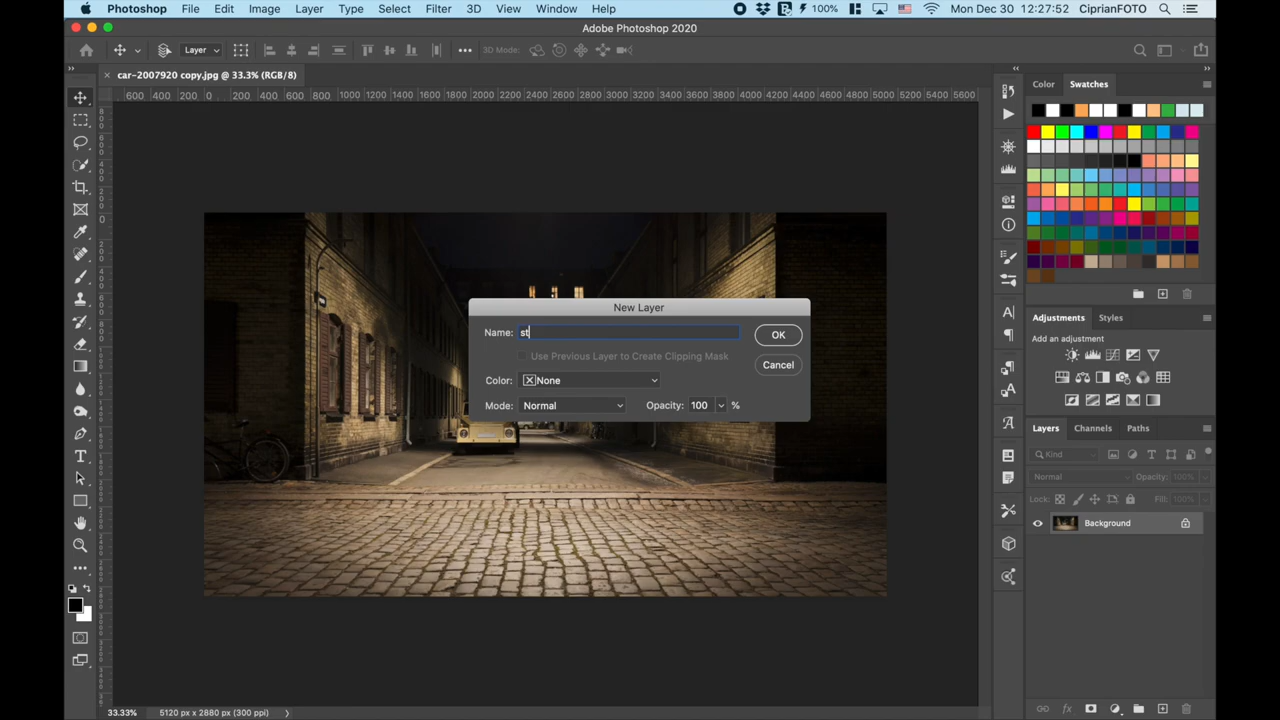 Photoshop File Edit Image Layer Type Select Filter 3D View Window Help 100% Mon Dec 30 12:27:52 CiprianFOTO
Adobe Photoshop 2020
Layer 3D Mode:
car-2007920 copy.jpg @ 33.3% (RGB/8)
600 400 200 0 200 400 600 800 1000 1200 1400 1600 1800 2000 2200 2400 2600 2800 3000 3200 3400 3600 3800 4000 4200 4400 4600 4800 5000 5200 5400 5600
Color Swatches
New Layer
Name: st
OK
Use Previous Layer to Create Clipping Mask
Cancel
Color: None
Mode: Normal Opacity: 100 %
Adjustments Styles
Add an adjustment
Layers Channels Paths
Kind
Normal Opacity: 100%
Lock: Fill: 100%
Background
33.33% 5120 px x 2880 px (300 ppi)